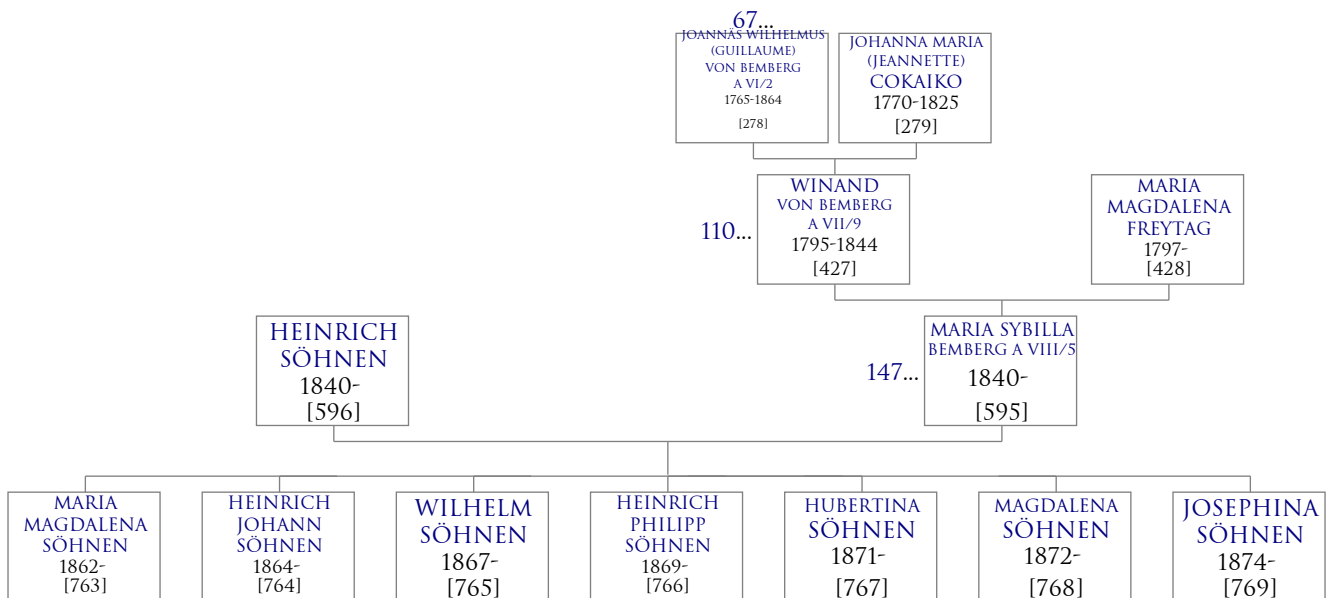 67...
JOANNÄS WILHELMUS
(GUILLAUME)
VON BEMBERG
A VI/2
1765-1864
[278]
JOHANNA MARIA
(JEANNETTE)
COKAIKO
1770-1825
[279]
110...
WINAND
VON BEMBERG
A VII/9
1795-1844
[427]
MARIA
MAGDALENA
FREYTAG
1797-
[428]
HEINRICH
SÖHNEN
1840-
[596]
147...
MARIA SYBILLA
BEMBERG A VIII/5
1840-
[595]
MARIA
MAGDALENA
SÖHNEN
1862-
[763]
HEINRICH
JOHANN
SÖHNEN
1864-
[764]
WILHELM
SÖHNEN
1867-
[765]
HEINRICH
PHILIPP
SÖHNEN
1869-
[766]
HUBERTINA
SÖHNEN
1871-
[767]
MAGDALENA
SÖHNEN
1872-
[768]
JOSEPHINA
SÖHNEN
1874-
[769]